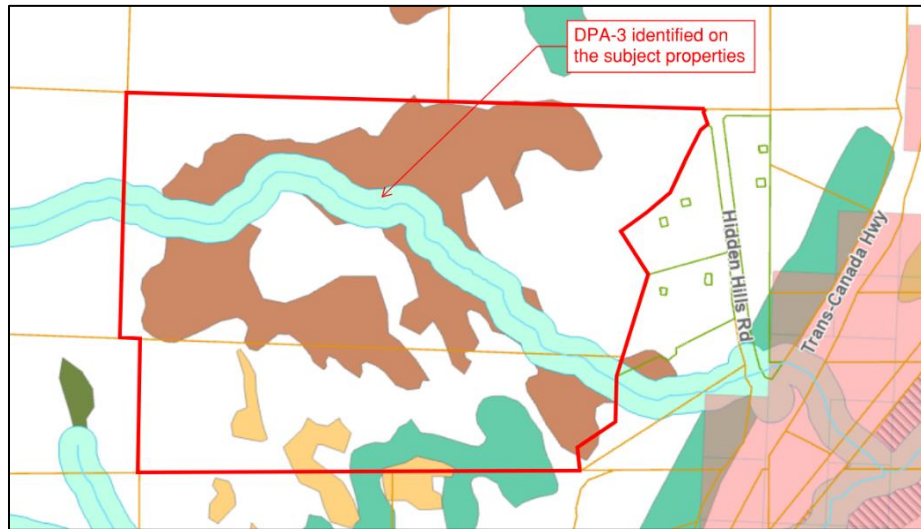 DPA-3 identified on
the subject properties
Hidden Hills Rd
Trans-Canada Hwy